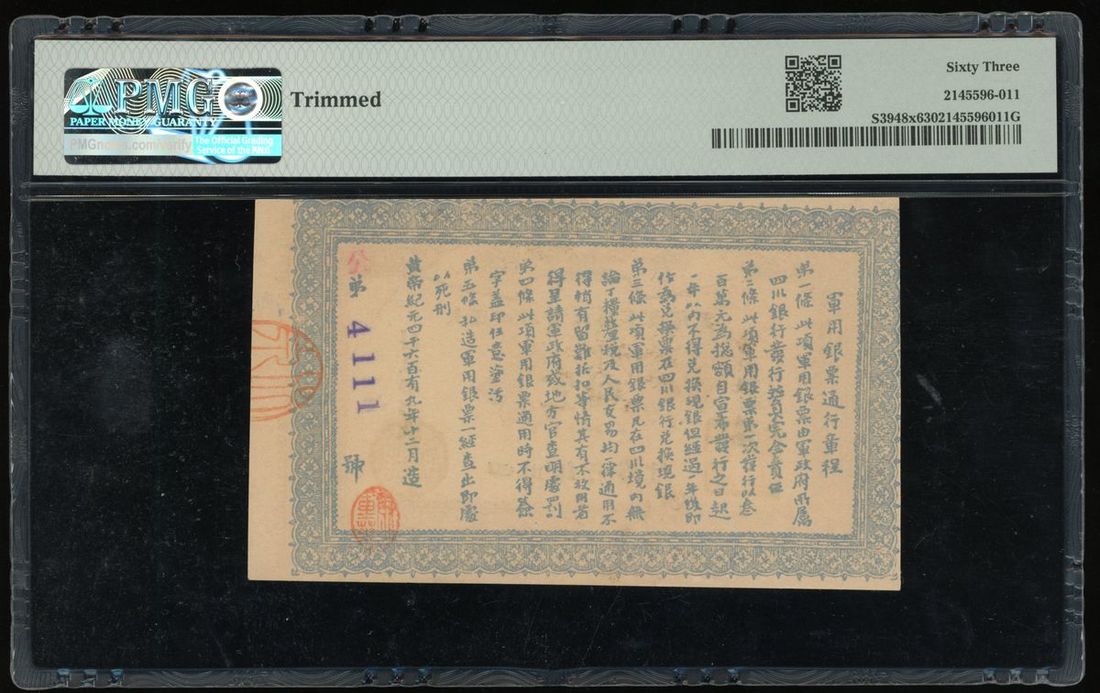 PMG
PAPER MONEY GUARANTY
PMGnotes.com/verify
The Official Grading
Service of the ANA
Trimmed
Sixty Three
2145596-011
S3948x6302145596011G
軍用銀票通行章程
第一條 此項軍用銀票由軍政府所属
四川銀行發行擔負完全責任
第二條此項軍用銀票第一次發行以叁
百萬元為總額自宣布發行之日起
一年以內不得兌換現銀但經過一年後即
作為兌換票在四川銀行兌換現銀
第三條此項軍用銀票凡在四川境內無
論丁糧釐稅及人民交易均一律通用不
得稍有留難折扣等情其有不放用者
得呈請軍政府或地方官查明處罰
第四條此項軍用銀票通用時不得簽
字盖印任意塗污
第五條私造軍用銀票一經查出即處
以死刑
黄帝紀元四千六百有九年十二月造
第 4111 號